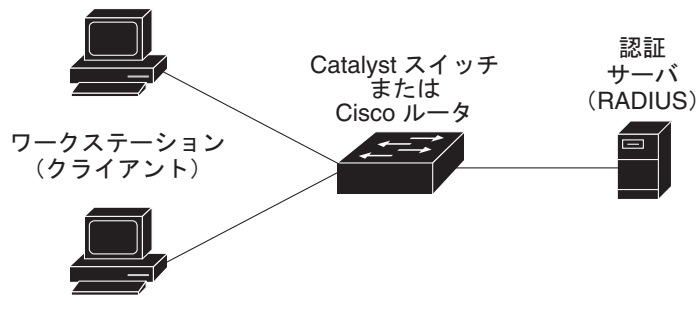 Catalyst スイッチ
または
Cisco ルータ
認証
サーバ
（RADIUS）
ワークステーション
（クライアント）